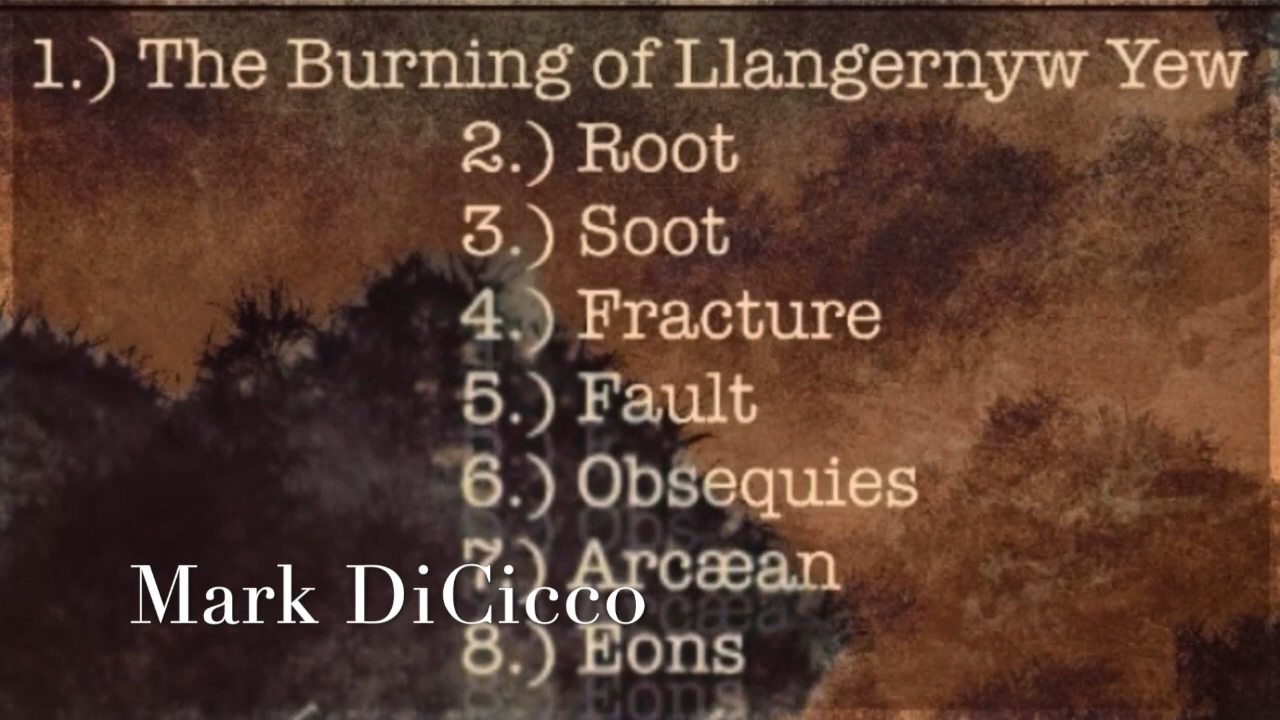 1.) The Burning of Llangernyw Yew
2.) Root
3.) Soot
4.) Fracture
5.) Fault
6.) Obsequies
7.) Arcæan
Mark DiCicco
8.) Eons